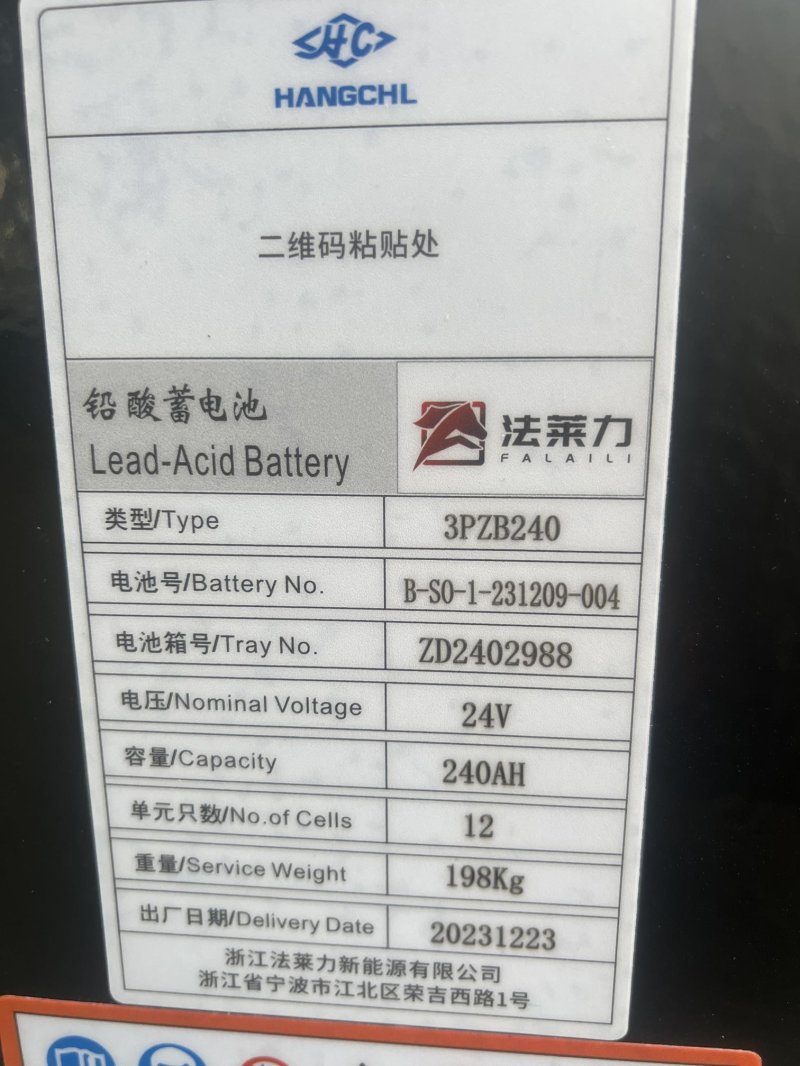 HC
HANGCHL
二维码粘贴处
铅酸蓄电池
Lead-Acid Battery
法莱力
FALAILI
类型/Type 3PZB240
电池号/Battery No. B-S0-1-231209-004
电池箱号/Tray No. ZD2402988
电压/Nominal Voltage 24V
容量/Capacity 240AH
单元只数/No.of Cells 12
重量/Service Weight 198Kg
出厂日期/Delivery Date 20231223
浙江法莱力新能源有限公司
浙江省宁波市江北区荣吉西路1号